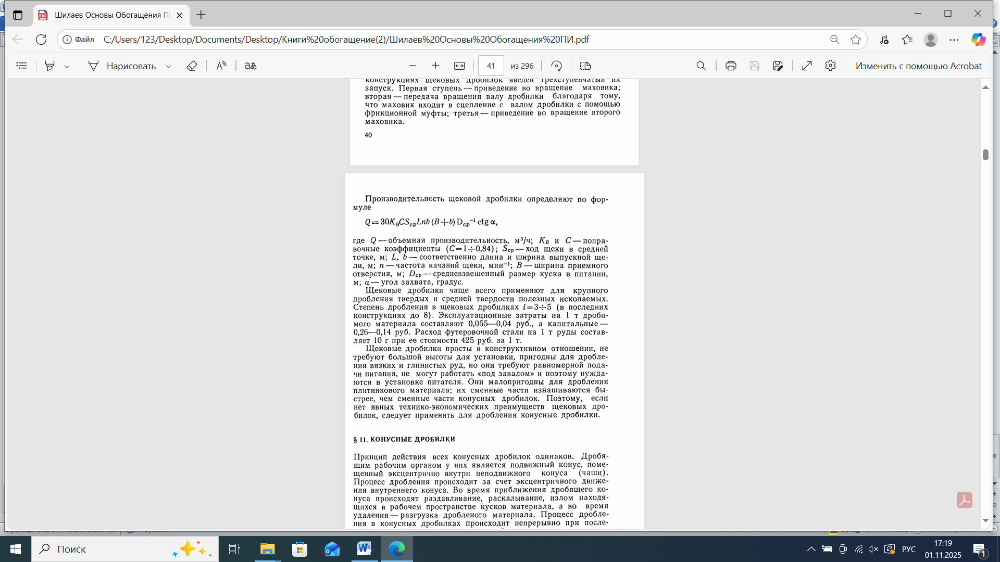 Шилаев Основы Обогащения П
Файл
C:/Users/123/Desktop/Documents/Desktop/Книги%20обогащение(2)/Шилаев%20Основы%20Обогащения%20ПИ.pdf
Нарисовать
41 из 296
Изменить с помощью Acrobat
конструкциях щековых дробилок введен трехступенчатый их
запуск. Первая ступень — приведение во вращение маховика;
вторая — передача вращения валу дробилки благодаря тому,
что маховик входит в сцепление с валом дробилки с помощью
фрикционной муфты; третья — приведение во вращение второго
маховика.
40
Производительность щековой дробилки определяют по фор-
муле
Q = 30K_B CS_ср Lnb (B + b) D_ср⁻¹ ctg α,
где Q — объемная производительность, м³/ч; K_B и C — попра-
вочные коэффициенты (C=1÷0,84); S_ср — ход щеки в средней
точке, м; L, b — соответственно длина и ширина выпускной ще-
ли, м; n — частота качаний щеки, мин⁻¹; B — ширина приемного
отверстия, м; D_ср — средневзвешенный размер куска в питании,
м; α — угол захвата, градус.
Щековые дробилки чаще всего применяют для крупного
дробления твердых и средней твердости полезных ископаемых.
Степень дробления в щековых дробилках i=3÷5 (в последних
конструкциях до 8). Эксплуатационные затраты на 1 т дроби-
мого материала составляют 0,055—0,04 руб., а капитальные —
0,26—0,14 руб. Расход футеровочной стали на 1 т руды состав-
ляет 10 г при ее стоимости 425 руб. за 1 т.
Щековые дробилки просты в конструктивном отношении, не
требуют большой высоты для установки, пригодны для дробле-
ния вязких и глинистых руд, но они требуют равномерной пода-
чи питания, не могут работать «под завалом» и поэтому нужда-
ются в установке питателя. Они малопригодны для дробления
плитнякового материала; их сменные части изнашиваются бы-
стрее, чем сменные части конусных дробилок. Поэтому, если
нет явных технико-экономических преимуществ щековых дро-
билок, следует применять для дробления конусные дробилки.
§ 11. КОНУСНЫЕ ДРОБИЛКИ
Принцип действия всех конусных дробилок одинаков. Дробя-
щим рабочим органом у них является подвижный конус, поме-
щенный эксцентрично внутри неподвижного конуса (чаши).
Процесс дробления происходит за счет эксцентричного движе-
ния внутреннего конуса. Во время приближения дробящего ко-
нуса происходят раздавливание, раскалывание, излом находя-
щихся в рабочем пространстве кусков материала, а во время
удаления — разгрузка дробленого материала. Процесс дробле-
ния в конусных дробилках происходит непрерывно при после-
Поиск
РУС
17:19
01.11.2025
1